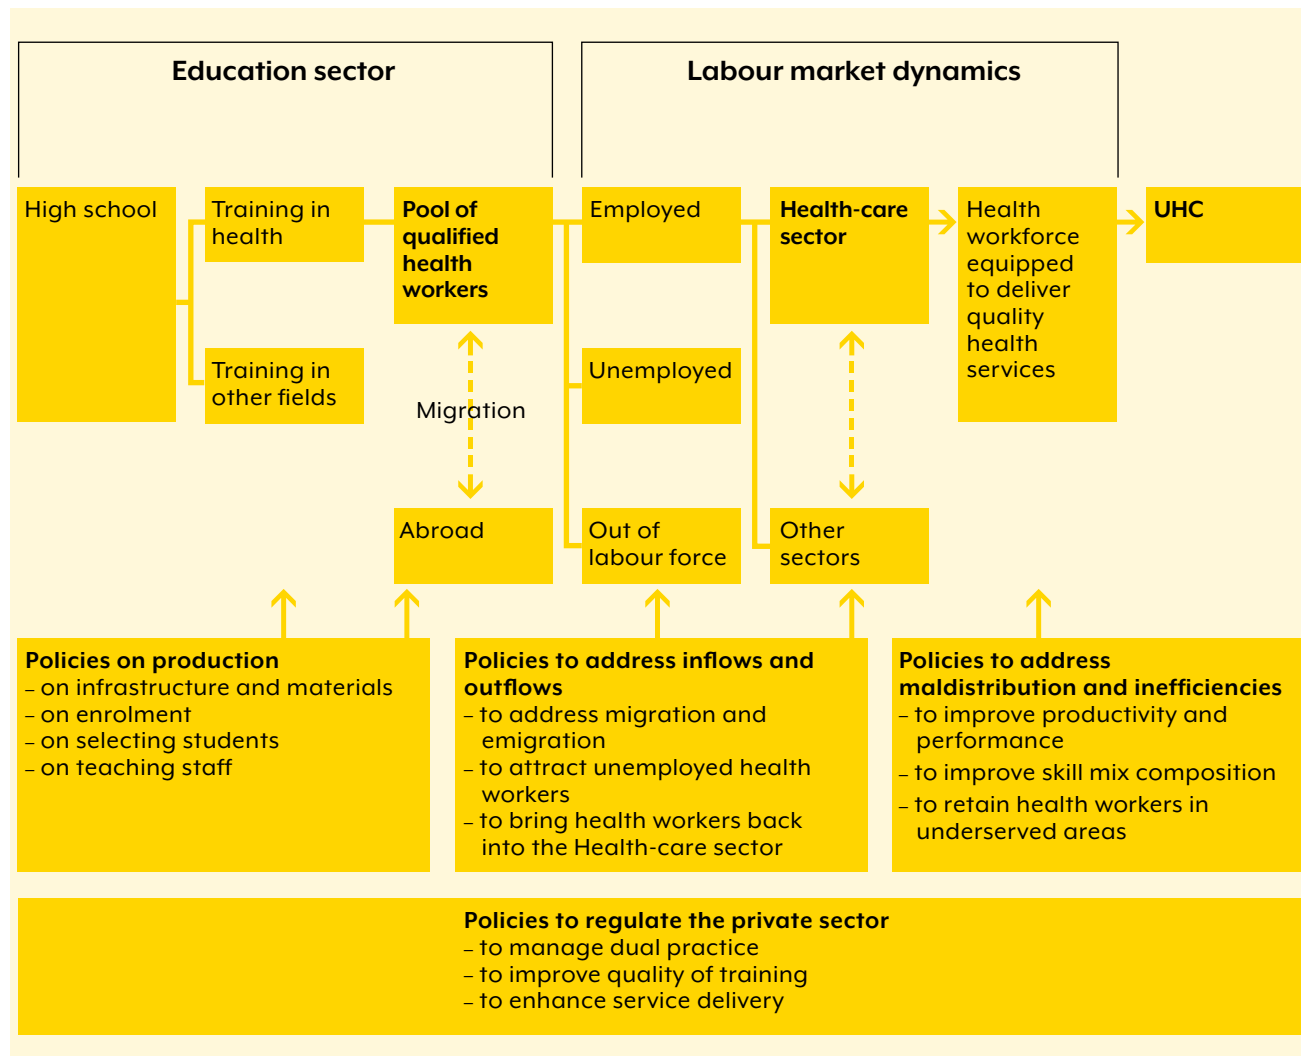 Education sector
Labour market dynamics
High school
Training in
health
Pool of
qualified
health
workers
Employed
Health-care
sector
Health
workforce
equipped
to deliver
quality
health
services
UHC
Training in
other fields
Unemployed
Migration
Abroad
Out of
labour force
Other
sectors
Policies on production
– on infrastructure and materials
– on enrolment
– on selecting students
– on teaching staff
Policies to address inflows and
outflows
– to address migration and
emigration
– to attract unemployed health
workers
– to bring health workers back
into the Health-care sector
Policies to address
maldistribution and inefficiencies
– to improve productivity and
performance
– to improve skill mix composition
– to retain health workers in
underserved areas
Policies to regulate the private sector
– to manage dual practice
– to improve quality of training
– to enhance service delivery